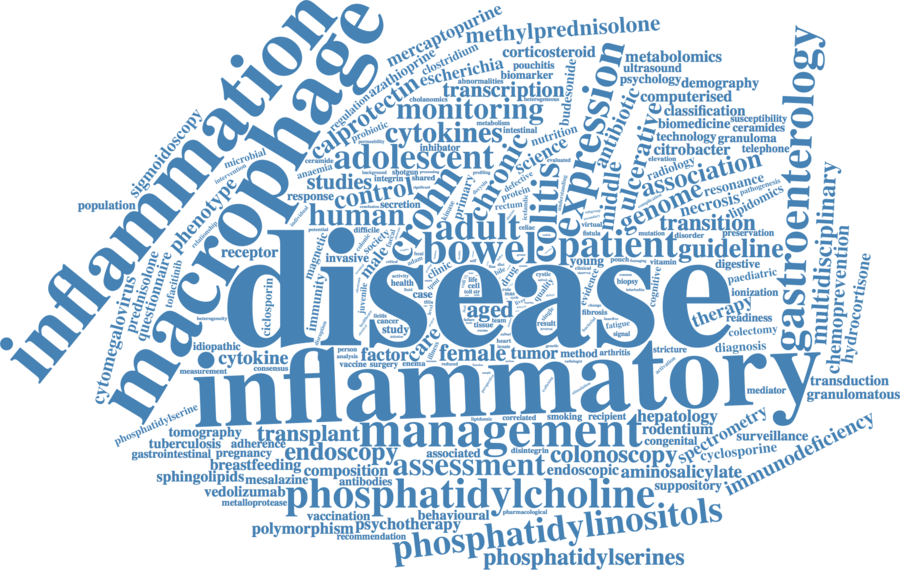 inflammation
macrophage
mercaptopurine
methylprednisolone
azathioprine
clostridium
corticosteroid
regulation
calprotectin
escherichia
pouchitis
abnormalities
biomarker
budesonide
metabolomics
ultrasound
psychology
demography
cholanomics
transcription
heterogeneous
computerised
classification
probiotic
monitoring
expression
antibiotic
ulcerative
biomedicine
susceptibility
ceramides
permeability
cytokines
metabolism
intestinal
nutrition
technology
granuloma
telephone
sigmoidoscopy
microbial
intervention
ceramide
anaemia
adolescent
inhibitor
chronic
science
evaluated
middle
citrobacter
elevation
radiology
gastroenterology
population
phenotype
relationship
studies
background
shotgun
processing
integrin
shared
significant
profiling
defective
protein
primary
association
resonance
pathogenesis
response
control
secretion
crohn
rectum
colitis
genome
necrosis
lipidomics
individual
human
potential
difficile
society
adult
celiac
virtual
fistula
mutation
disorder
transition
preservation
questionnaire
receptor
magnetic
invasive
male
bowel
patient
guideline
multidisciplinary
chemoprevention
hydrocortisone
cytomegalovirus
prednisolone
tofacitinib
immunity
juvenile
clinic
drug
young
pouch
vitamin
digestive
paediatric
disease
ciclosporin
activity
health
case
life
cell
cystic
quality
evidence
biopsy
cognitive
ionization
therapy
readiness
heterogeneity
cancer
study
aged
team
tissue
single
result
fibrosis
fatigue
signal
colectomy
idiopathic
cytokine
consensus
measurement
person
analysis
factor
care
illness
female
tumor
method
arthritis
stricture
diagnosis
vaccine
surgery
enema
inflammatory
mediator
transduction
granulomatous
phosphatidylserine
correlated
smoking
recipient
hepatology
tomography
tuberculosis
adherence
transplant
management
rodentium
congenital
spectrometry
surveillance
immunodeficiency
gastrointestinal
pregnancy
endoscopy
associated
disintegrin
colonoscopy
cyclosporine
breastfeeding
composition
assessment
endoscopic
aminosalicylate
sphingolipids
mesalazine
antibodies
suppository
vedolizumab
metalloprotease
phosphatidylcholine
vaccination
behavioural
pharmacological
polymorphism
psychotherapy
phosphatidylinositols
recommendation
phosphatidylserines